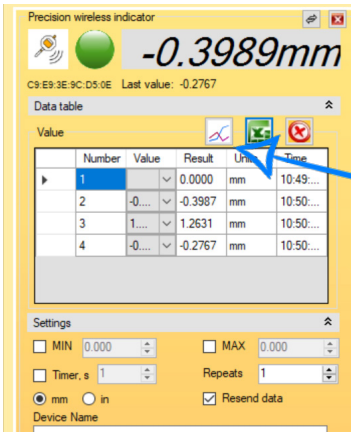 Precision wireless indicator
-0.3989mm
C9:E9:3E:9C:D5:0E Last value: -0.2767
Data table
Value
Number Value Result Units Time
1 0.0000 mm 10:49:...
2 -0.... -0.3987 mm 10:50:...
3 1.... 1.2631 mm 10:50:...
4 -0.... -0.2767 mm 10:50:...
Settings
MIN 0.000 MAX 0.000
Timer, s 1 Repeats 1
mm in Resend data
Device Name